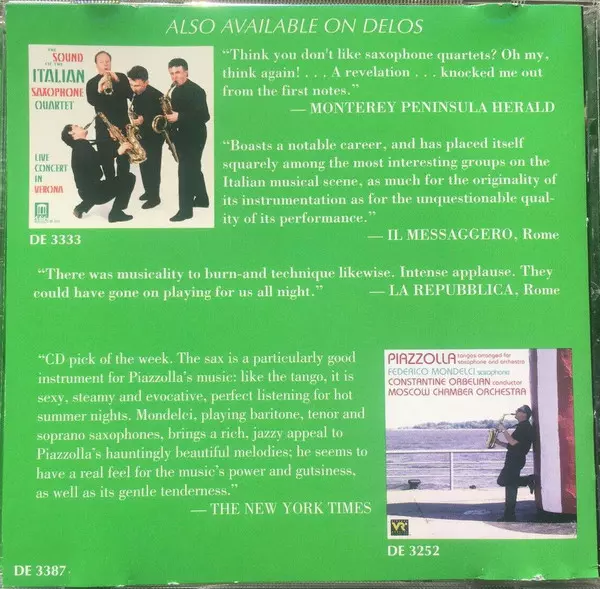 ALSO AVAILABLE ON DELOS
THE SOUND
OF THE
ITALIAN
SAXOPHONE
QUARTET
LIVE
CONCERT
IN
VERONA
DE 3333
“Think you don't like saxophone quartets? Oh my,
think again! . . . A revelation . . . knocked me out
from the first notes.”
— MONTEREY PENINSULA HERALD
“Boasts a notable career, and has placed itself
squarely among the most interesting groups on the
Italian musical scene, as much for the originality of
its instrumentation as for the unquestionable qual-
ity of its performance.”
— IL MESSAGGERO, Rome
“There was musicality to burn-and technique likewise. Intense applause. They
could have gone on playing for us all night.” — LA REPUBBLICA, Rome
“CD pick of the week. The sax is a particularly good
instrument for Piazzolla's music: like the tango, it is
sexy, steamy and evocative, perfect listening for hot
summer nights. Mondelci, playing baritone, tenor and
soprano saxophones, brings a rich, jazzy appeal to
Piazzolla's hauntingly beautiful melodies; he seems to
have a real feel for the music's power and gutsiness,
as well as its gentle tenderness.”
— THE NEW YORK TIMES
PIAZZOLLA tangos arranged for
saxophone and orchestra
FEDERICO MONDELCI saxophone
CONSTANTINE ORBELIAN conductor
MOSCOW CHAMBER ORCHESTRA
VR
DE 3252
DE 3387